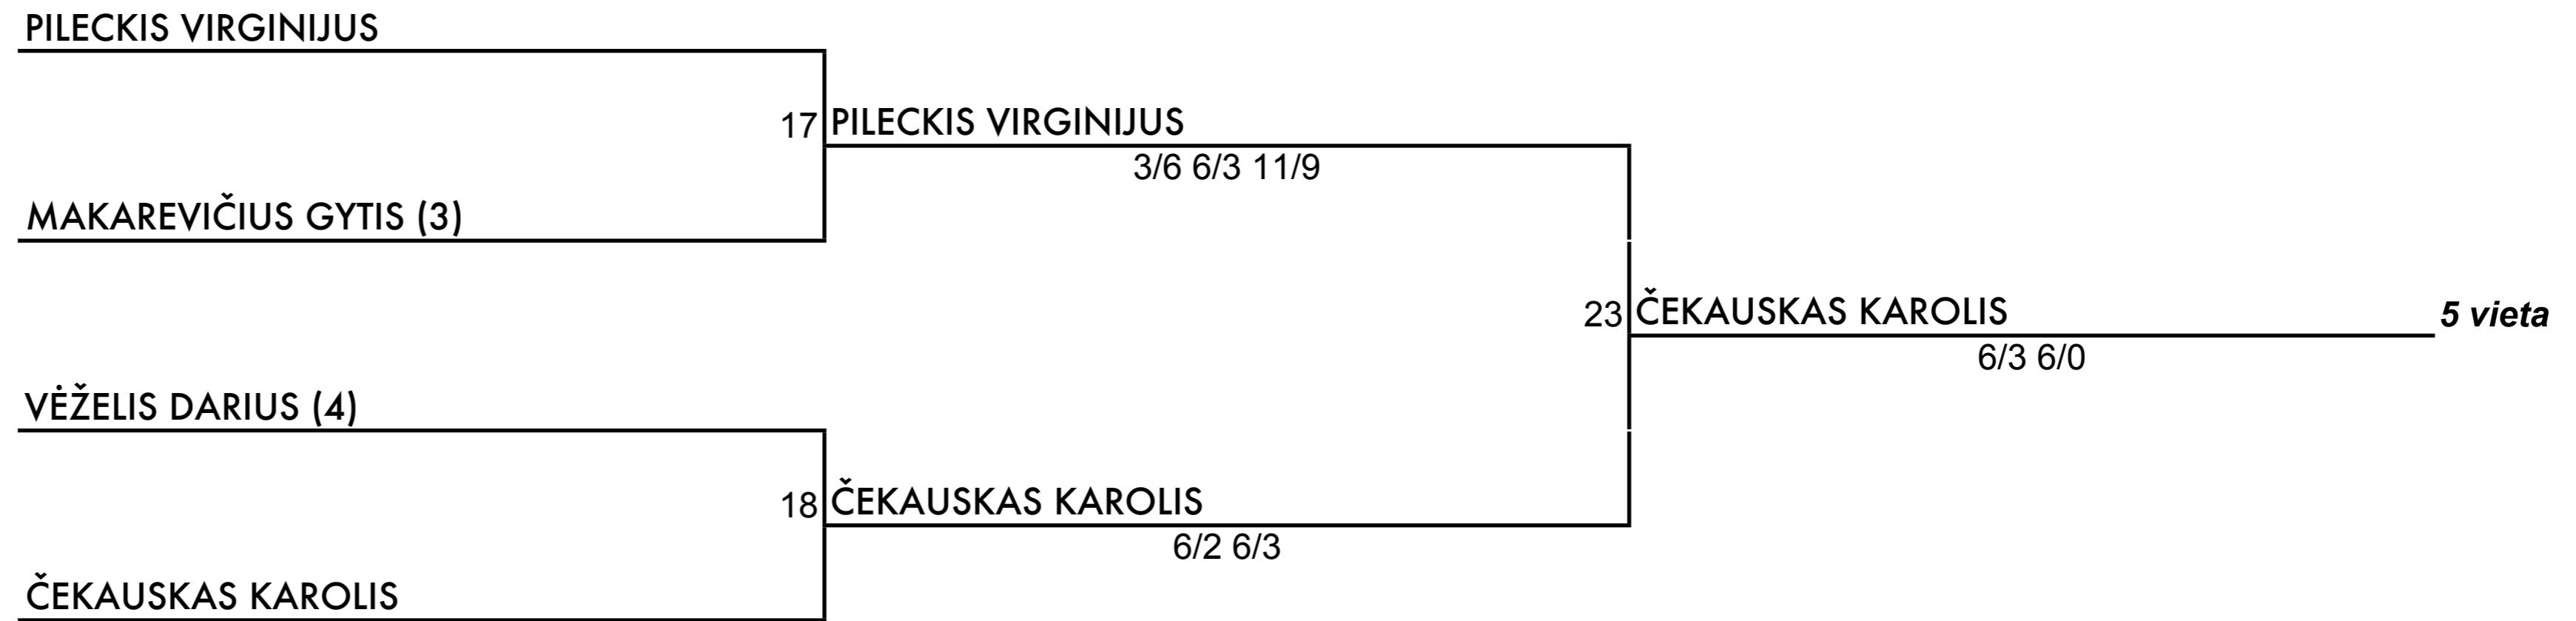 PILECKIS VIRGINIJUS
17 PILECKIS VIRGINIJUS
3/6 6/3 11/9
MAKAREVIČIUS GYTIS (3)
23 ČEKAUSKAS KAROLIS 5 vieta
6/3 6/0
VĖŽELIS DARIUS (4)
18 ČEKAUSKAS KAROLIS
6/2 6/3
ČEKAUSKAS KAROLIS